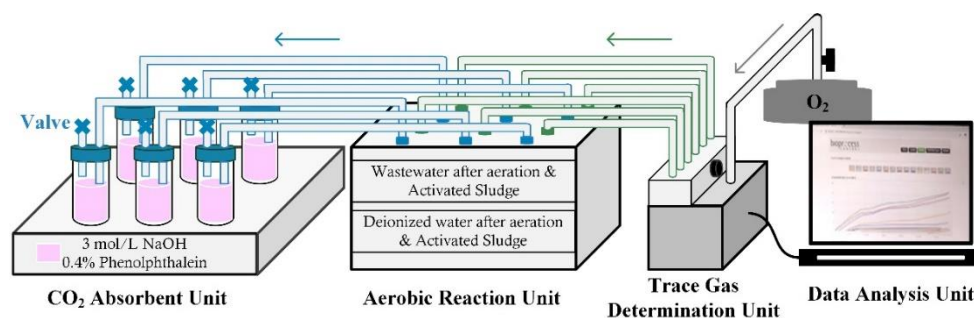 O2
Valve
Wastewater after aeration &
Activated Sludge
Deionized water after aeration
& Activated Sludge
3 mol/L NaOH
0.4% Phenolphthalein
CO2 Absorbent Unit
Aerobic Reaction Unit
Trace Gas
Determination Unit
Data Analysis Unit